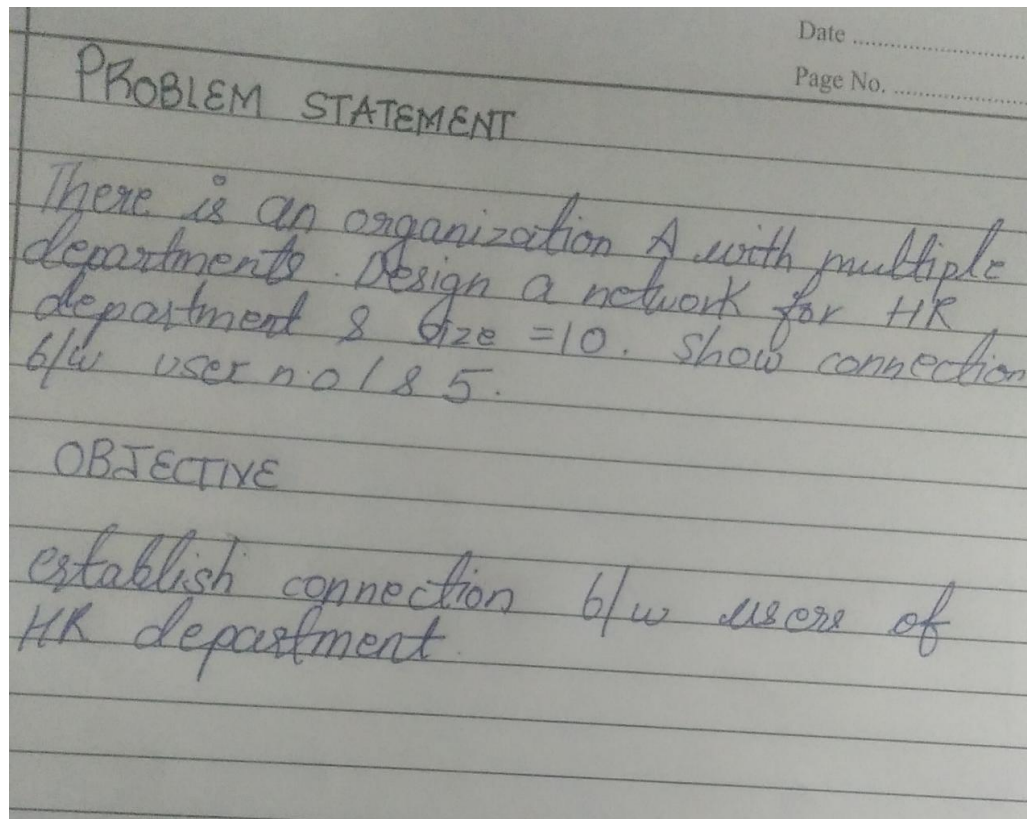 Date ..............................
Page No. ..............................
PROBLEM STATEMENT
There is an organization A with multiple
departments. Design a network for HR
department & size =10. Show connection
b/w user n.o 1 & 5.
OBJECTIVE
establish connection b/w users of
HR department.